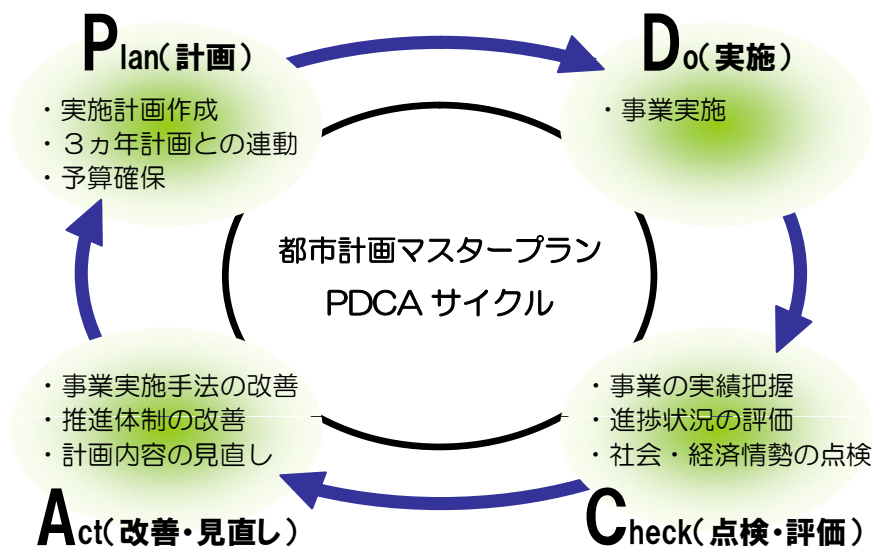 Plan(計画)
・実施計画作成
・３ヵ年計画との連動
・予算確保
Do(実施)
・事業実施
都市計画マスタープラン
PDCAサイクル
・事業実施手法の改善
・推進体制の改善
・計画内容の見直し
Act(改善・見直し)
・事業の実績把握
・進捗状況の評価
・社会・経済情勢の点検
Check(点検・評価)